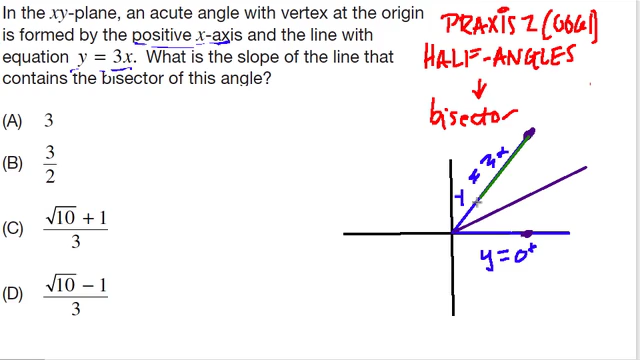 In the xy-plane, an acute angle with vertex at the origin
is formed by the positive x-axis and the line with
equation y = 3x. What is the slope of the line that
contains the bisector of this angle?
(A) 3
(B) 3/2
(C) (√10 + 1)/3
(D) (√10 − 1)/3
PRAXIS 2 (0061)
HALF-ANGLES
↓
bisector
y = 3x
y = 0x